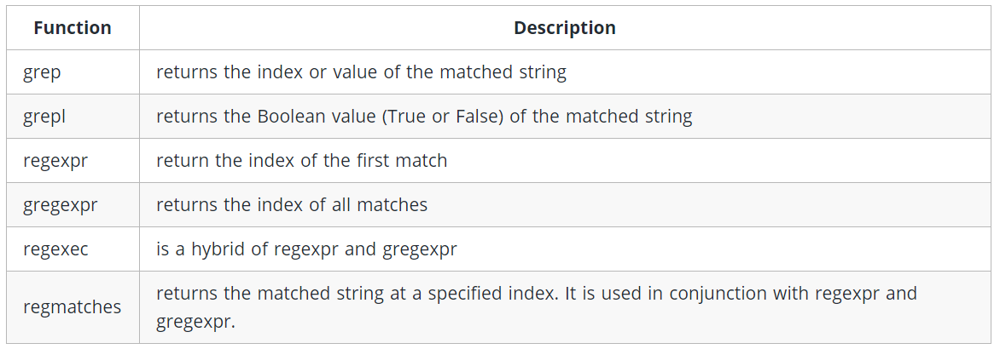 Function Description
grep returns the index or value of the matched string
grepl returns the Boolean value (True or False) of the matched string
regexpr return the index of the first match
gregexpr returns the index of all matches
regexec is a hybrid of regexpr and gregexpr
regmatches returns the matched string at a specified index. It is used in conjunction with regexpr and
gregexpr.